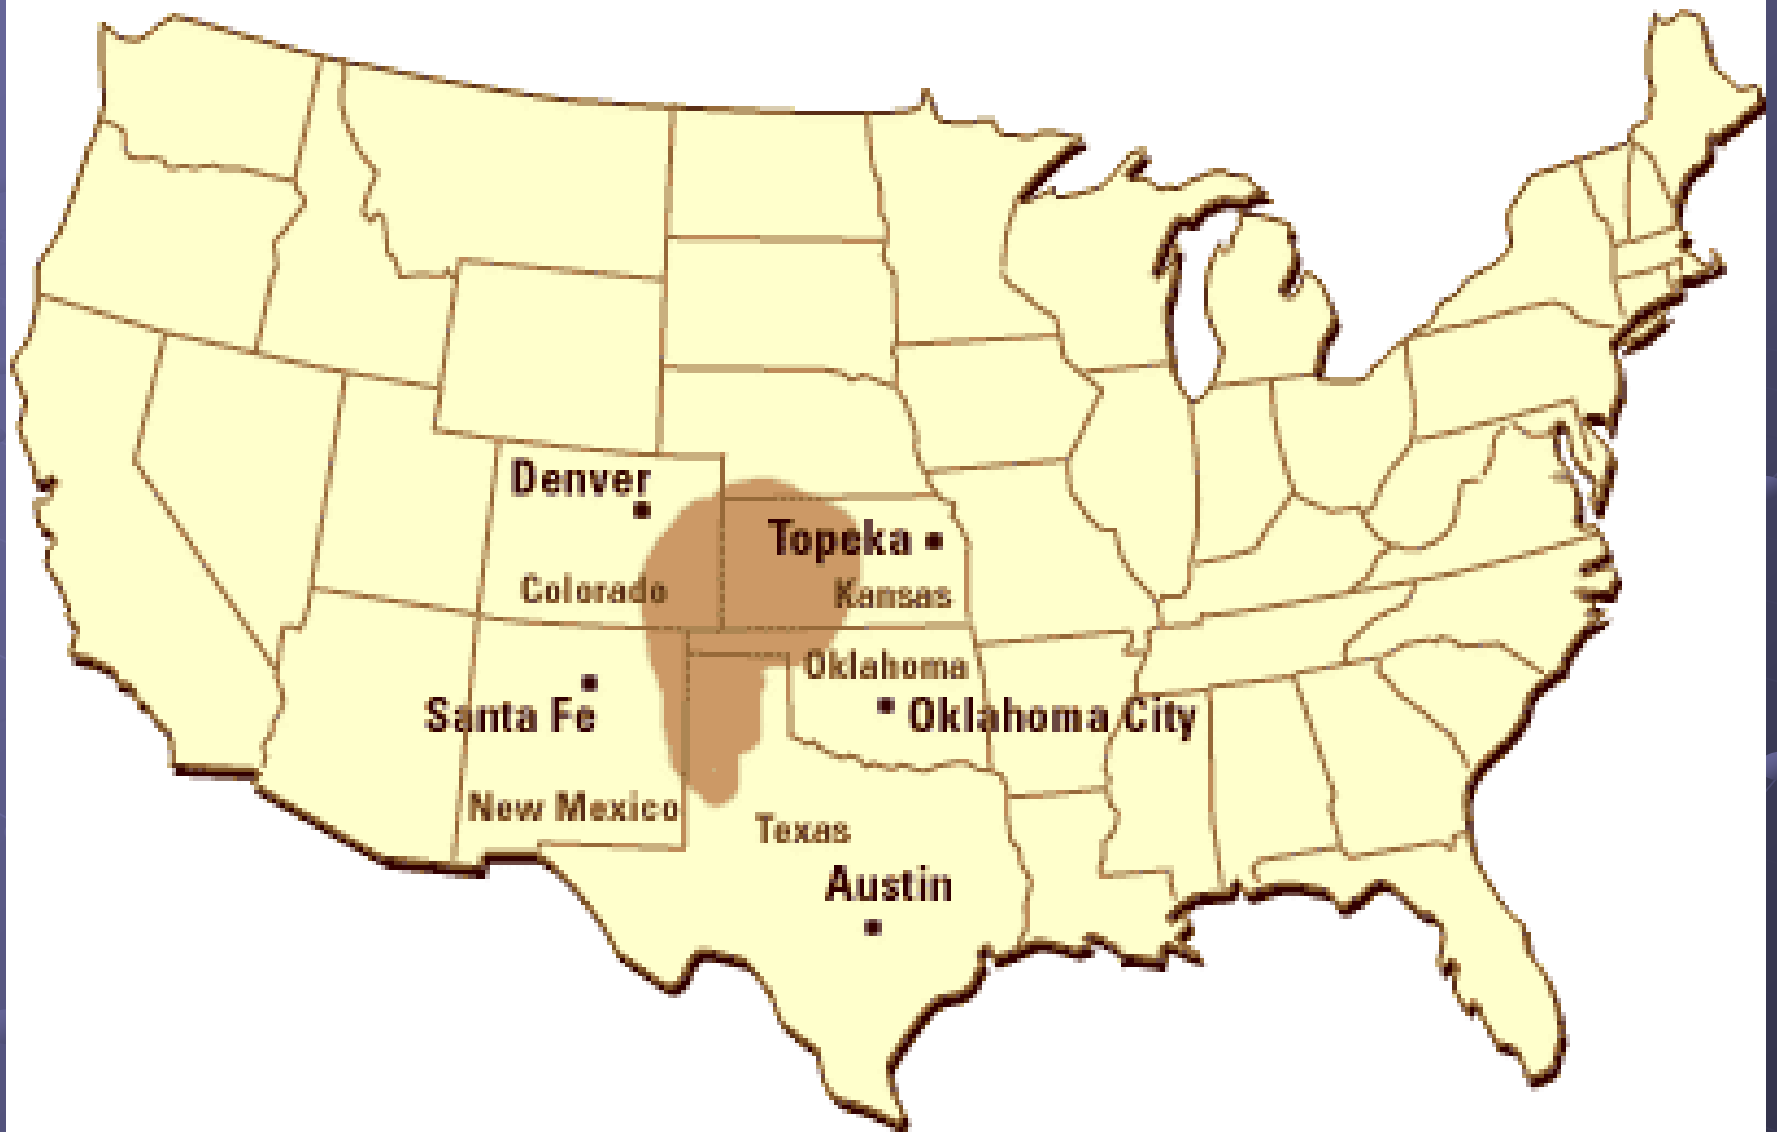 Denver
Topeka
Colorado
Kansas
Oklahoma
Santa Fe
Oklahoma City
New Mexico
Texas
Austin